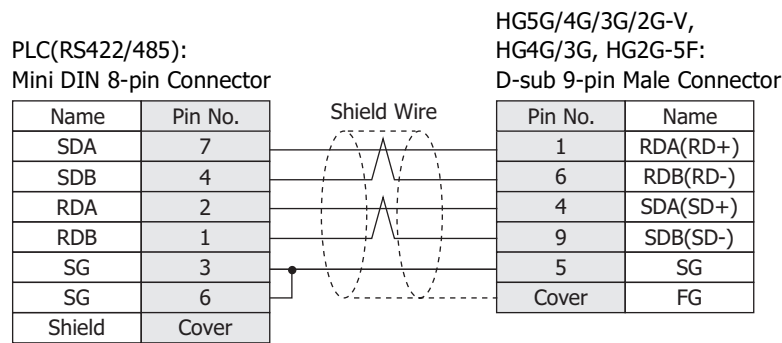 HG5G/4G/3G/2G-V,
PLC(RS422/485): HG4G/3G, HG2G-5F:
Mini DIN 8-pin Connector D-sub 9-pin Male Connector
Name Pin No. Shield Wire Pin No. Name
SDA 7 1 RDA(RD+)
SDB 4 6 RDB(RD-)
RDA 2 4 SDA(SD+)
RDB 1 9 SDB(SD-)
SG 3 5 SG
SG 6 Cover FG
Shield Cover